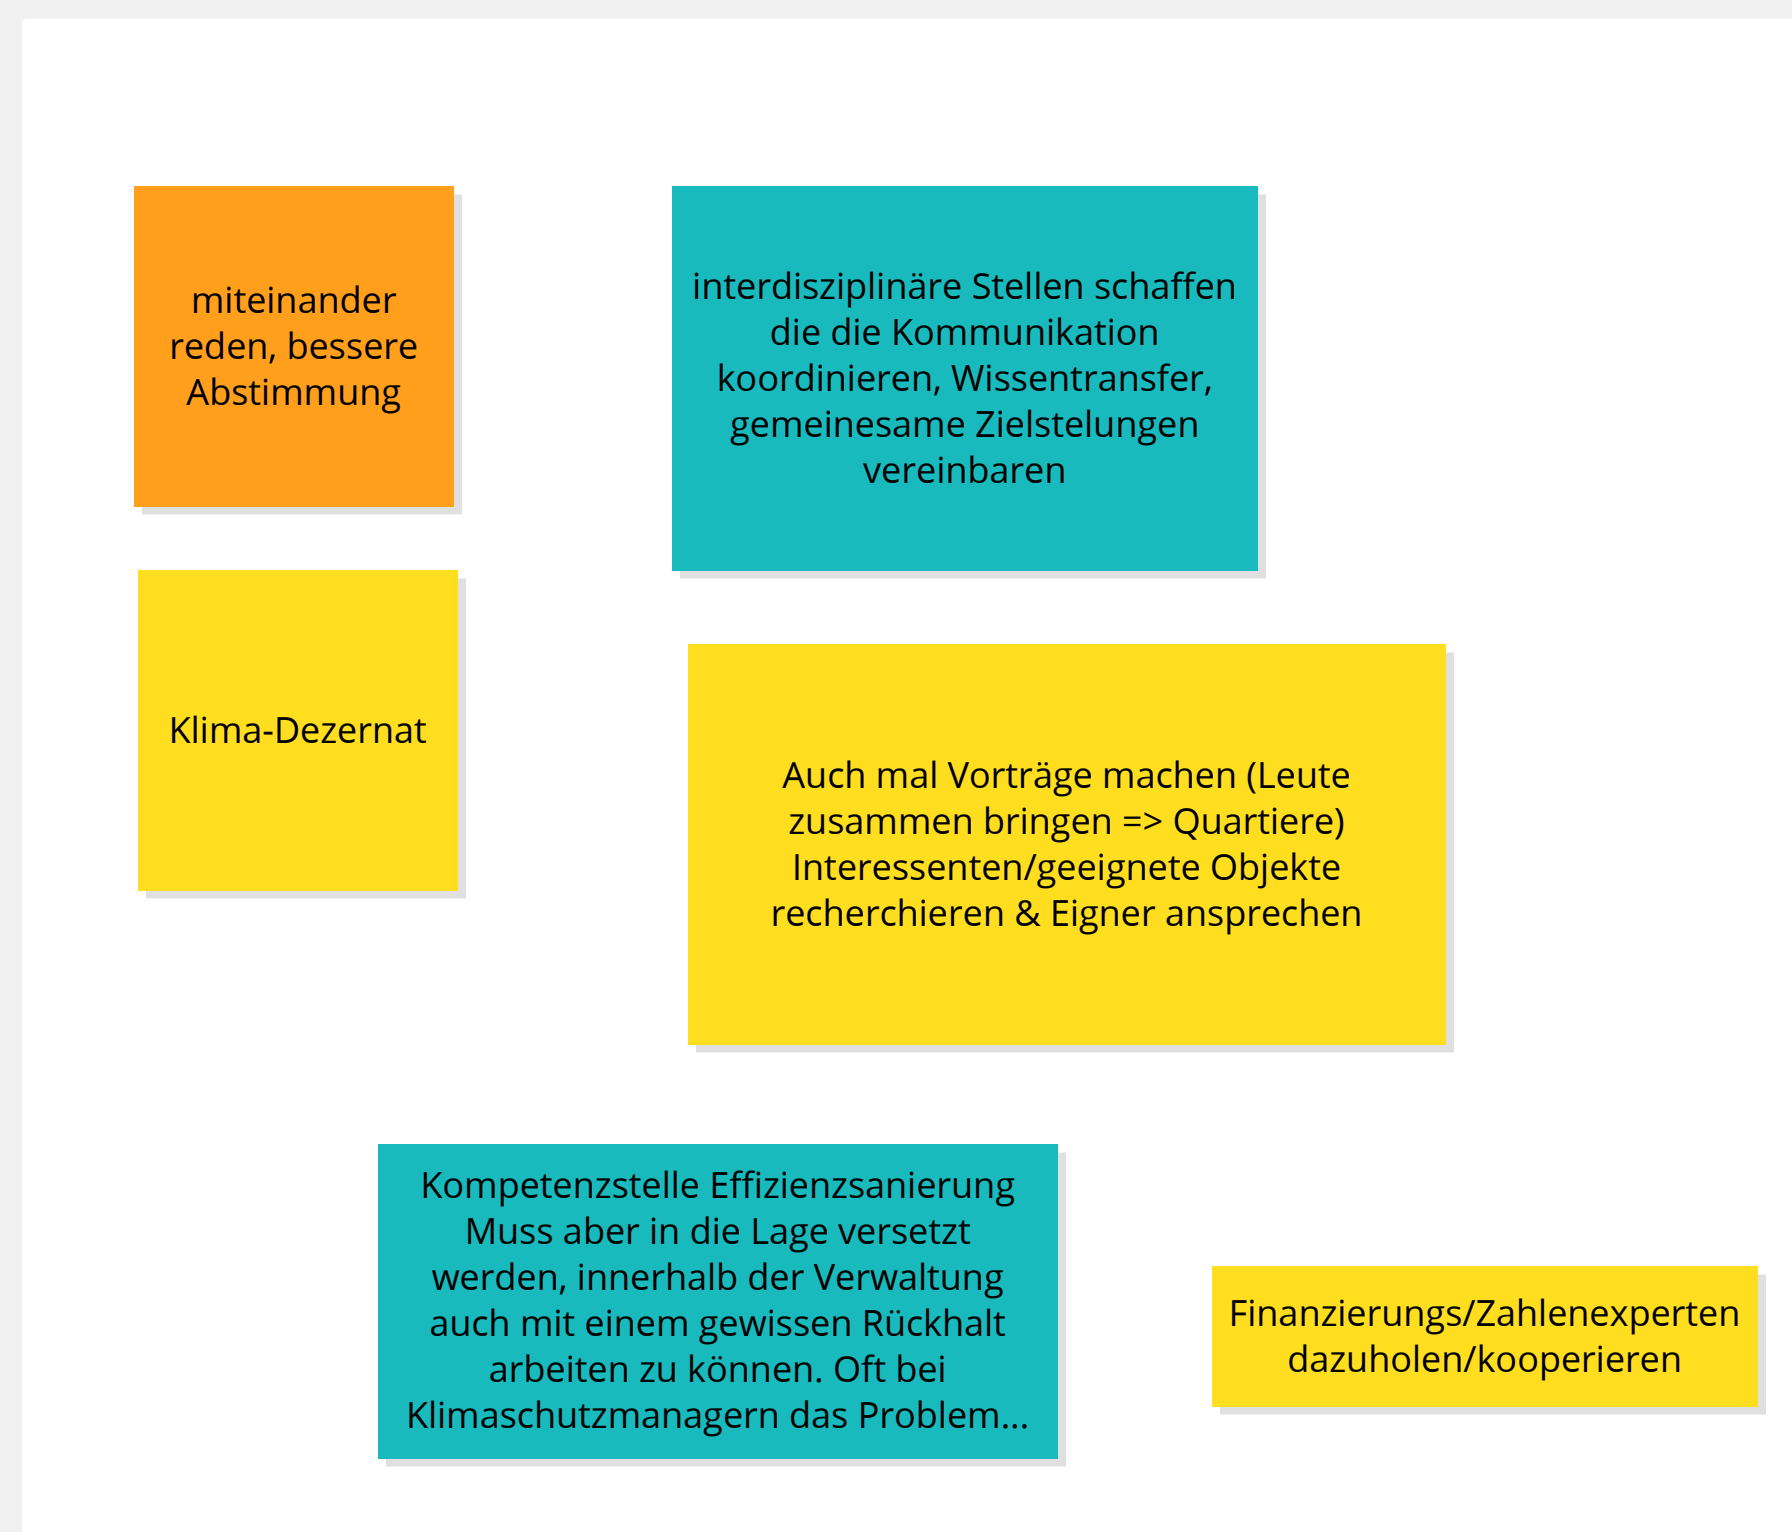 miteinander
reden, bessere
Abstimmung
interdisziplinäre Stellen schaffen
die die Kommunikation
koordinieren, Wissentransfer,
gemeinesame Zielstelungen
vereinbaren
Klima-Dezernat
Auch mal Vorträge machen (Leute
zusammen bringen => Quartiere)
Interessenten/geeignete Objekte
recherchieren & Eigner ansprechen
Kompetenzstelle Effizienzsanierung
Muss aber in die Lage versetzt
werden, innerhalb der Verwaltung
auch mit einem gewissen Rückhalt
arbeiten zu können. Oft bei
Klimaschutzmanagern das Problem...
Finanzierungs/Zahlenexperten
dazuholen/kooperieren